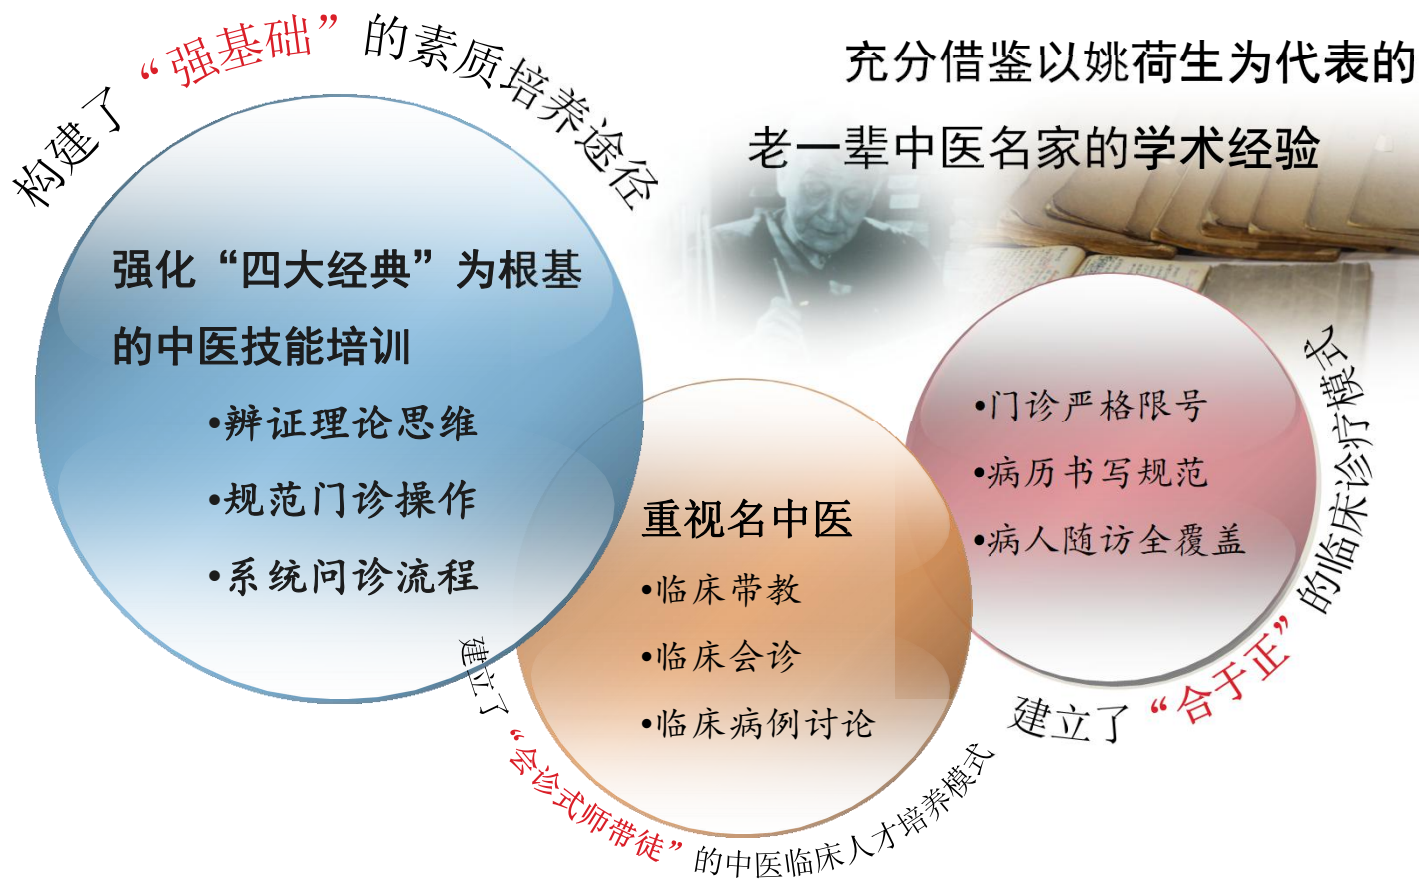 构建了“强基础”的素质培养途径
充分借鉴以姚荷生为代表的
老一辈中医名家的学术经验
强化“四大经典”为根基
的中医技能培训
•辨证理论思维
•规范门诊操作
•系统问诊流程
重视名中医
•临床带教
•临床会诊
•临床病例讨论
建立了“会诊式师带徒”的中医临床人才培养模式
•门诊严格限号
•病历书写规范
•病人随访全覆盖
建立了“合于正”的临床诊疗模式